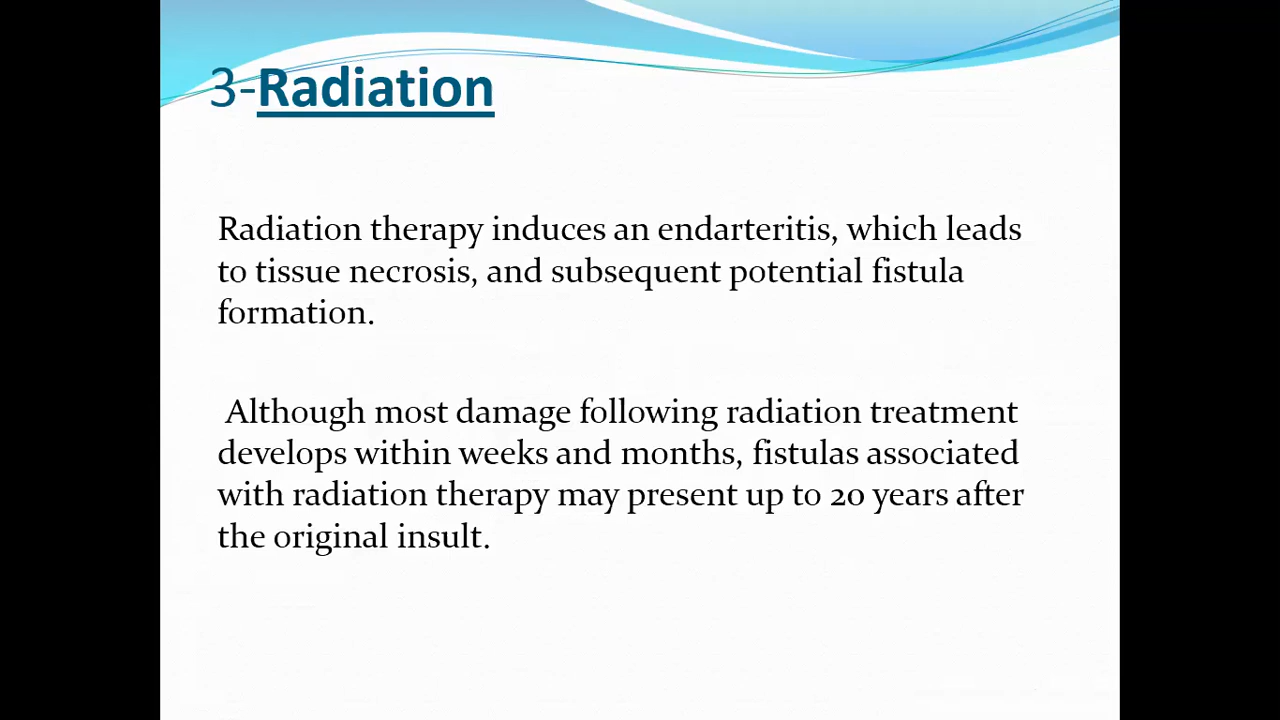 3-Radiation
Radiation therapy induces an endarteritis, which leads
to tissue necrosis, and subsequent potential fistula
formation.
Although most damage following radiation treatment
develops within weeks and months, fistulas associated
with radiation therapy may present up to 20 years after
the original insult.